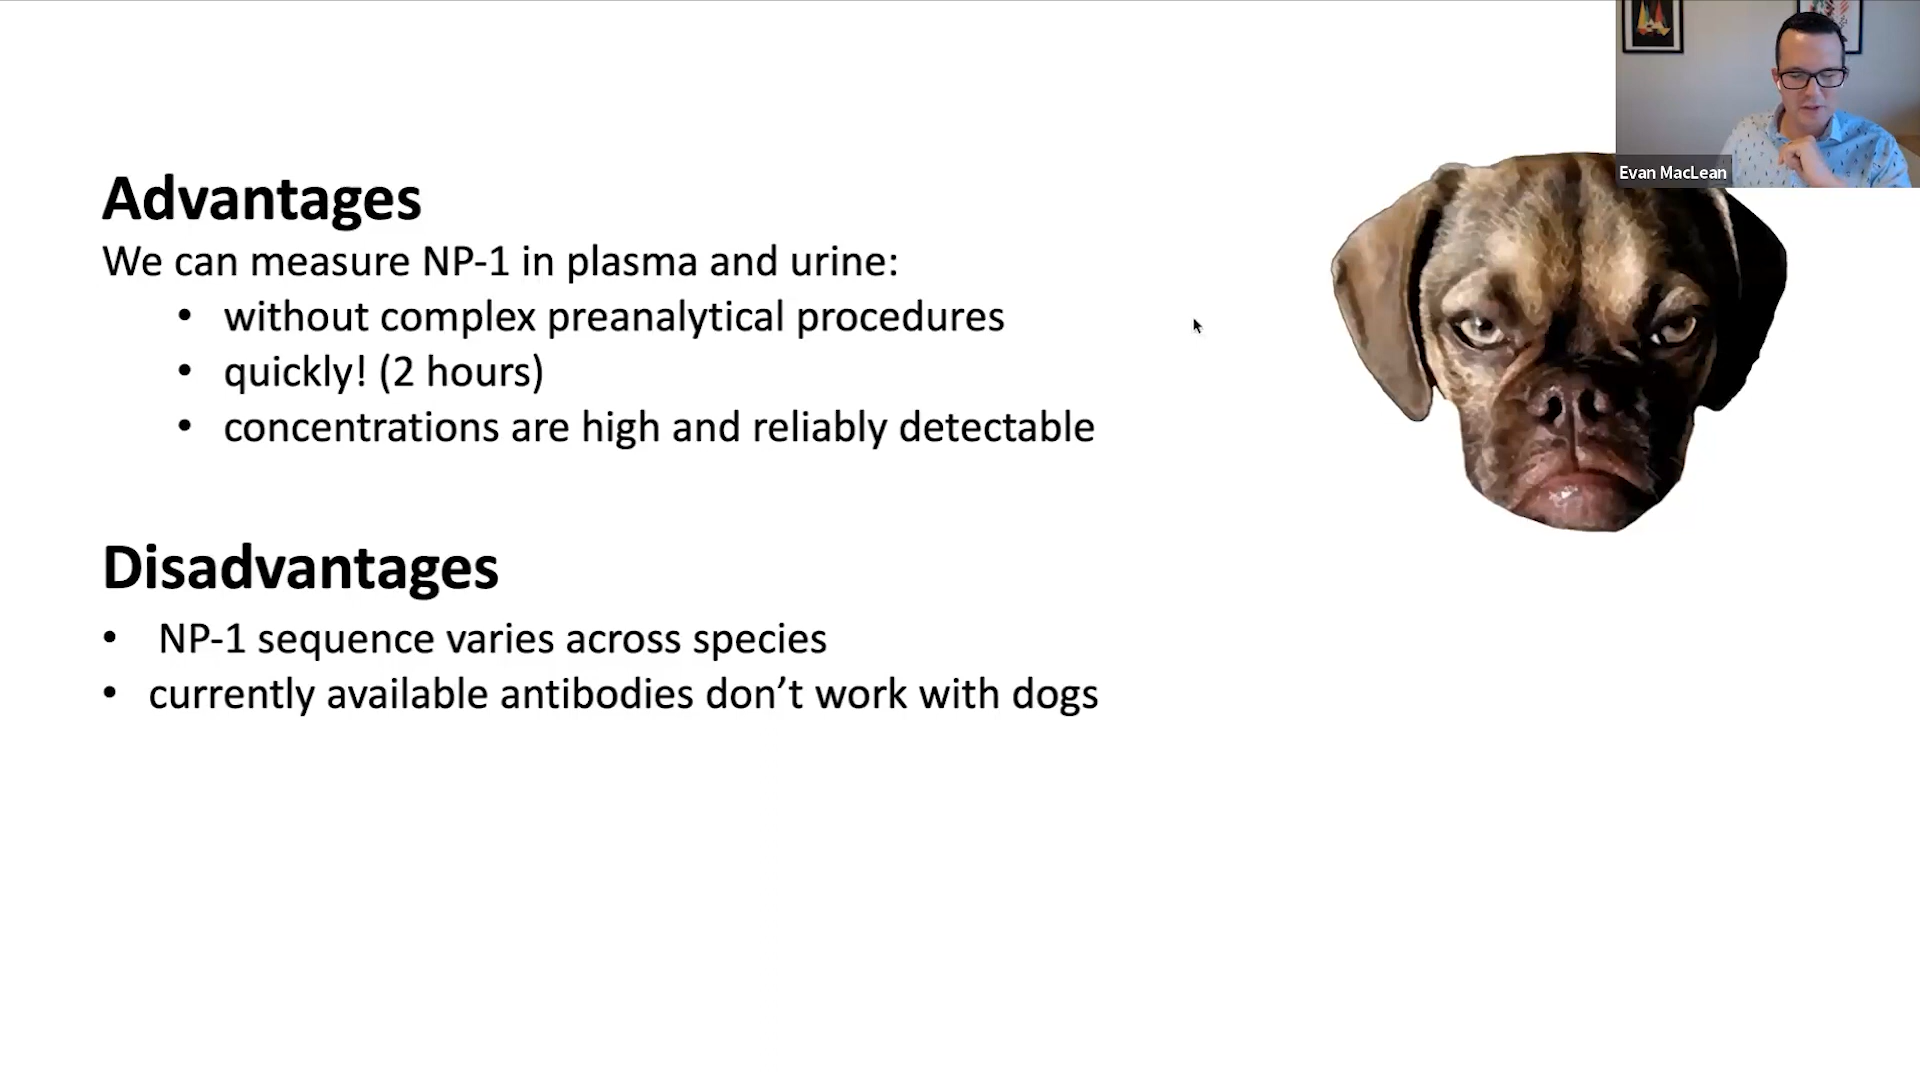 Evan MacLean
Advantages
We can measure NP-1 in plasma and urine:
• without complex preanalytical procedures
• quickly! (2 hours)
• concentrations are high and reliably detectable
Disadvantages
• NP-1 sequence varies across species
• currently available antibodies don’t work with dogs